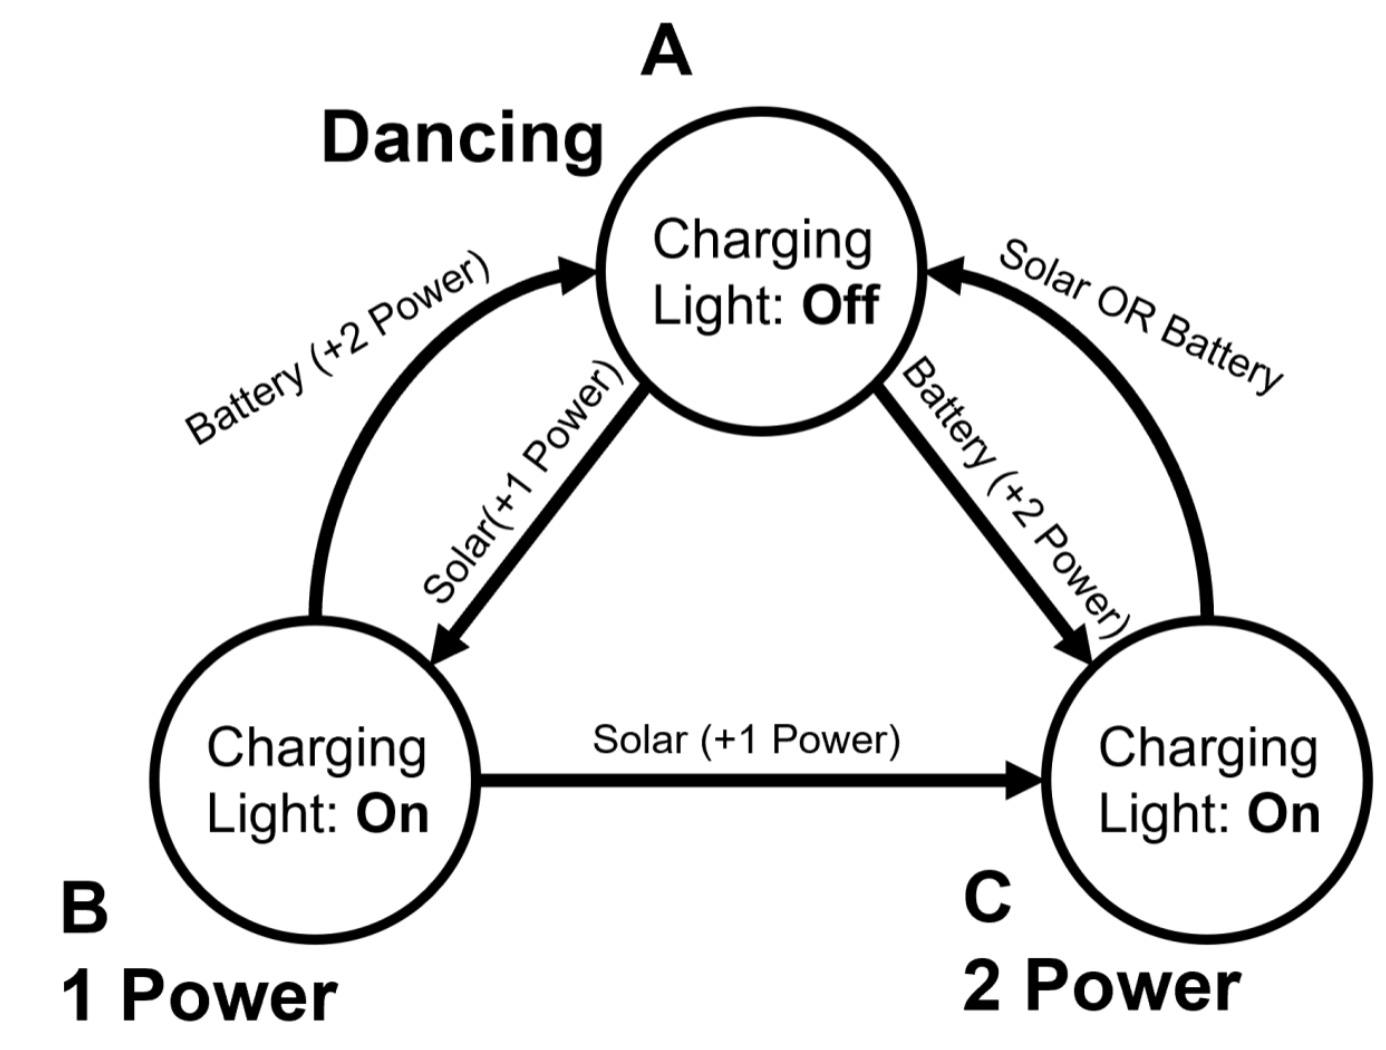 A
Dancing
Charging
Light: Off
Battery (+2 Power)
Solar OR Battery
Solar(+1 Power)
Battery (+2 Power)
Solar (+1 Power)
Charging
Light: On
Charging
Light: On
B
1 Power
C
2 Power